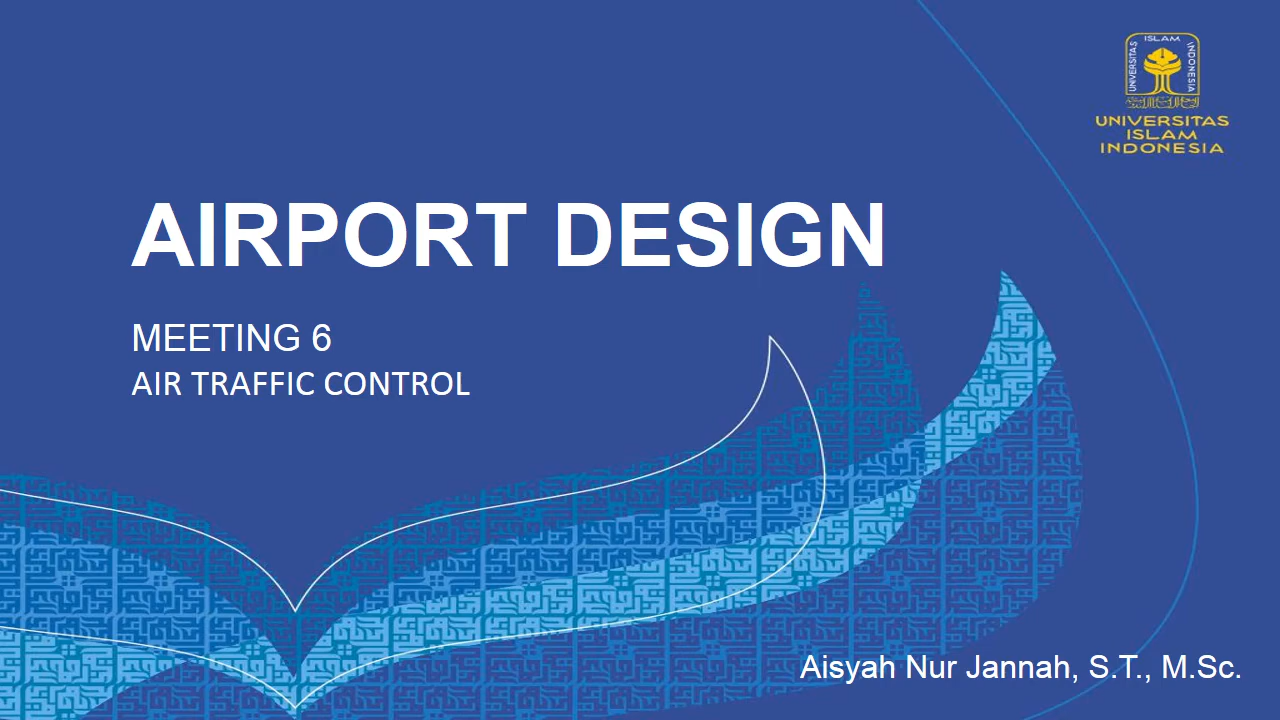 UNIVERSITAS
ISLAM
INDONESIA
UNIVERSITAS
ISLAM
INDONESIA
AIRPORT DESIGN
MEETING 6
AIR TRAFFIC CONTROL
Aisyah Nur Jannah, S.T., M.Sc.